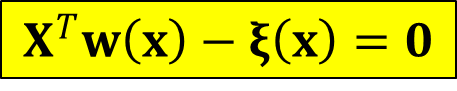 𝐗ᵀ𝐰(𝐱) − 𝛏(𝐱) = 𝟎